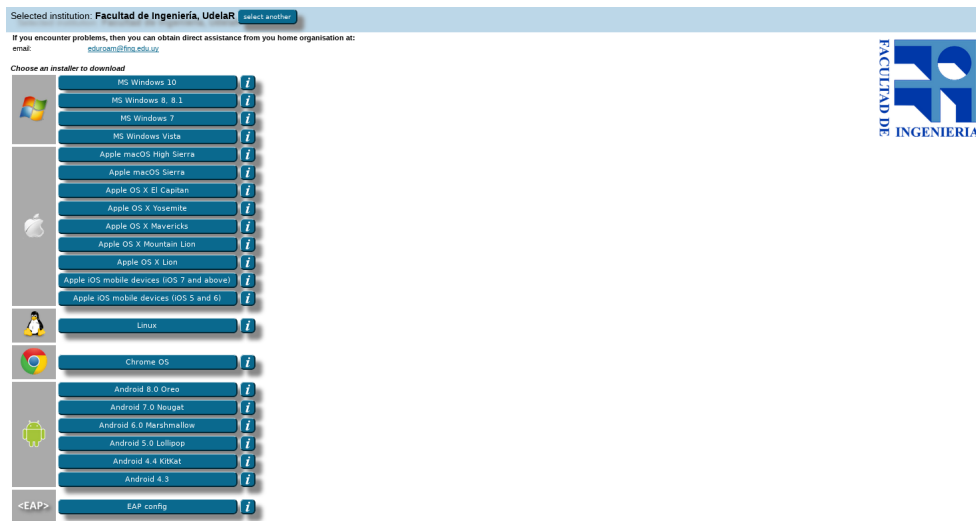 Selected institution: Facultad de Ingeniería, UdelaR select another
If you encounter problems, then you can obtain direct assistance from you home organisation at:
email: eduroam@fing.edu.uy
FACULTAD DE
INGENIERIA
Choose an installer to download
MS Windows 10 i
MS Windows 8, 8.1 i
MS Windows 7 i
MS Windows Vista i
Apple macOS High Sierra i
Apple macOS Sierra i
Apple OS X El Capitan i
Apple OS X Yosemite i
Apple OS X Mavericks i
Apple OS X Mountain Lion i
Apple OS X Lion i
Apple iOS mobile devices (iOS 7 and above) i
Apple iOS mobile devices (iOS 5 and 6) i
Linux i
Chrome OS i
Android 8.0 Oreo i
Android 7.0 Nougat i
Android 6.0 Marshmallow i
Android 5.0 Lollipop i
Android 4.4 KitKat i
Android 4.3 i
<EAP> EAP config i